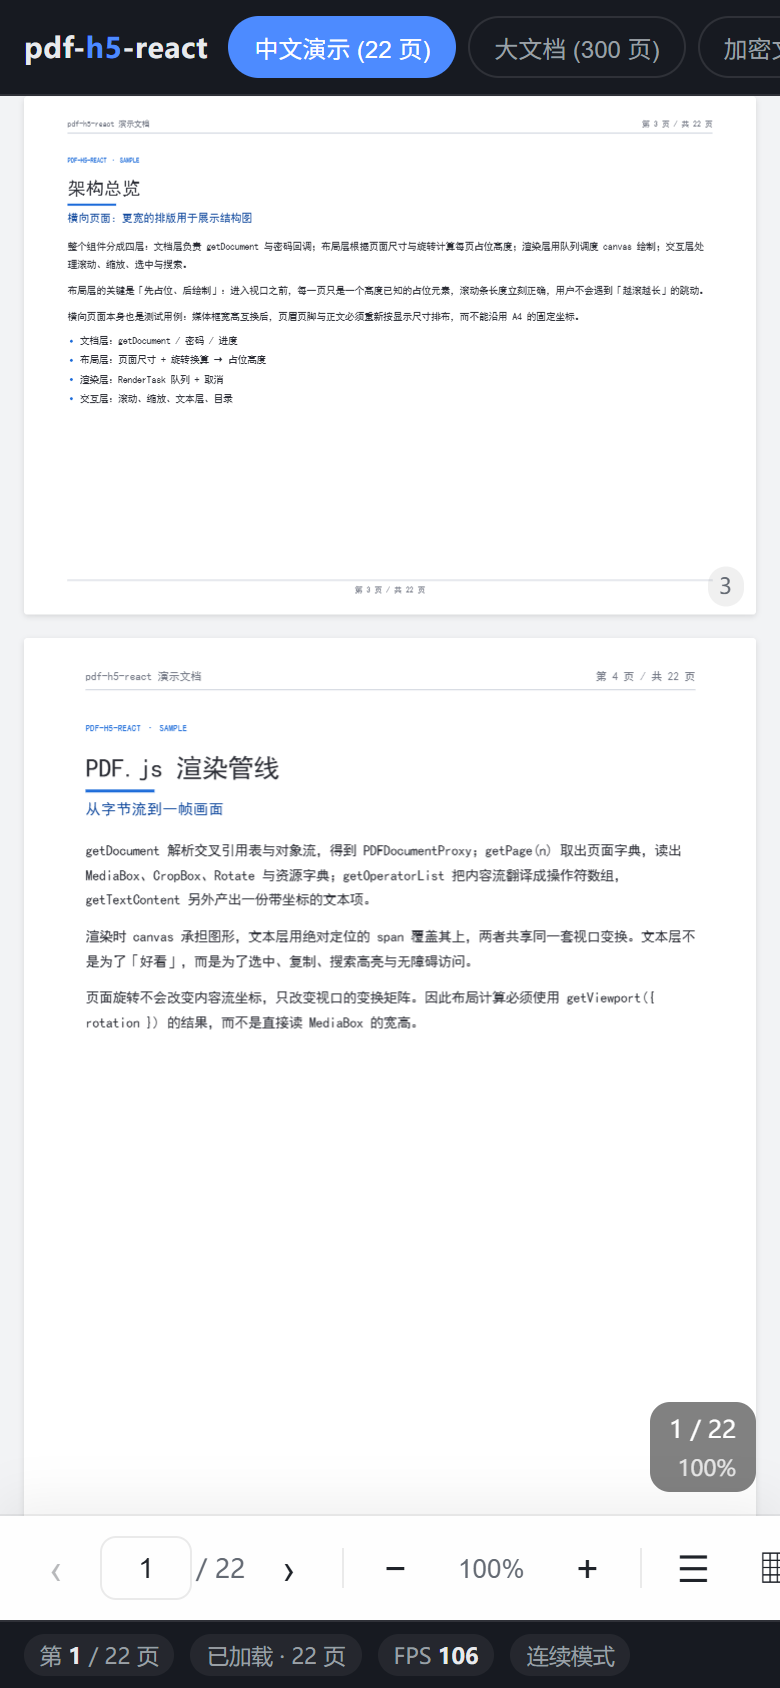 pdf-h5-react 中文演示 (22 页) 大文档 (300 页) 加密文
pdf-h5-react 演示文档 第 3 页 / 共 22 页
PDF-H5-REACT · SAMPLE
架构总览
横向页面：更宽的排版用于展示结构图
整个组件分成四层：文档层负责 getDocument 与密码回调；布局层根据页面尺寸与旋转计算每页占位高度；渲染层用队列调度 canvas 绘制；交互层处
理滚动、缩放、选中与搜索。
布局层的关键是「先占位、后绘制」：进入视口之前，每一页只是一个高度已知的占位元素，滚动条长度立刻正确，用户不会遇到「越滚越长」的跳动。
横向页面本身也是测试用例：媒体框宽高互换后，页眉页脚与正文必须重新按显示尺寸排布，而不能沿用 A4 的固定坐标。
• 文档层：getDocument / 密码 / 进度
• 布局层：页面尺寸 + 旋转换算 → 占位高度
• 渲染层：RenderTask 队列 + 取消
• 交互层：滚动、缩放、文本层、目录
第 3 页 / 共 22 页
3
pdf-h5-react 演示文档 第 4 页 / 共 22 页
PDF-H5-REACT · SAMPLE
PDF.js 渲染管线
从字节流到一帧画面
getDocument 解析交叉引用表与对象流，得到 PDFDocumentProxy；getPage(n) 取出页面字典，读出
MediaBox、CropBox、Rotate 与资源字典；getOperatorList 把内容流翻译成操作符数组，
getTextContent 另外产出一份带坐标的文本项。
渲染时 canvas 承担图形，文本层用绝对定位的 span 覆盖其上，两者共享同一套视口变换。文本层不
是为了「好看」，而是为了选中、复制、搜索高亮与无障碍访问。
页面旋转不会改变内容流坐标，只改变视口的变换矩阵。因此布局计算必须使用 getViewport({
rotation }) 的结果，而不是直接读 MediaBox 的宽高。
1 / 22
100%
‹ 1 / 22 › − 100% + ☰
第 1 / 22 页 已加载 · 22 页 FPS 106 连续模式